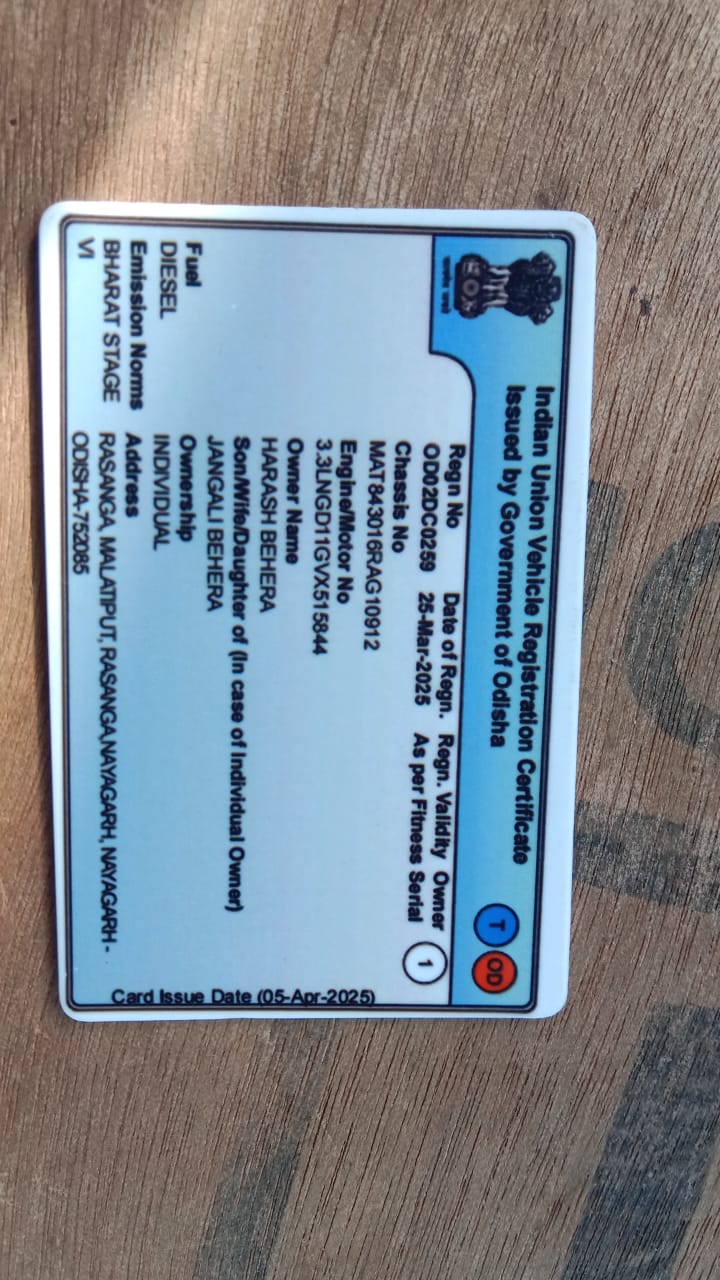 Indian Union Vehicle Registration Certificate
Issued by Government of Odisha
T OD
Regn No Date of Regn. Regn. Validity Owner
OD02DC0259 25-Mar-2025 As per Fitness Serial
1
Chassis No
MAT843016RAG10912
Engine/Motor No
3.3LNGD11GVX515844
Owner Name
HARASH BEHERA
Son/Wife/Daughter of (In case of Individual Owner)
JANGALI BEHERA
Fuel
DIESEL
Ownership
INDIVIDUAL
Emission Norms
BHARAT STAGE
VI
Address
RASANGA, MALATIPUT, RASANGA,NAYAGARH, NAYAGARH -
ODISHA-752085
Card Issue Date (05-Apr-2025)